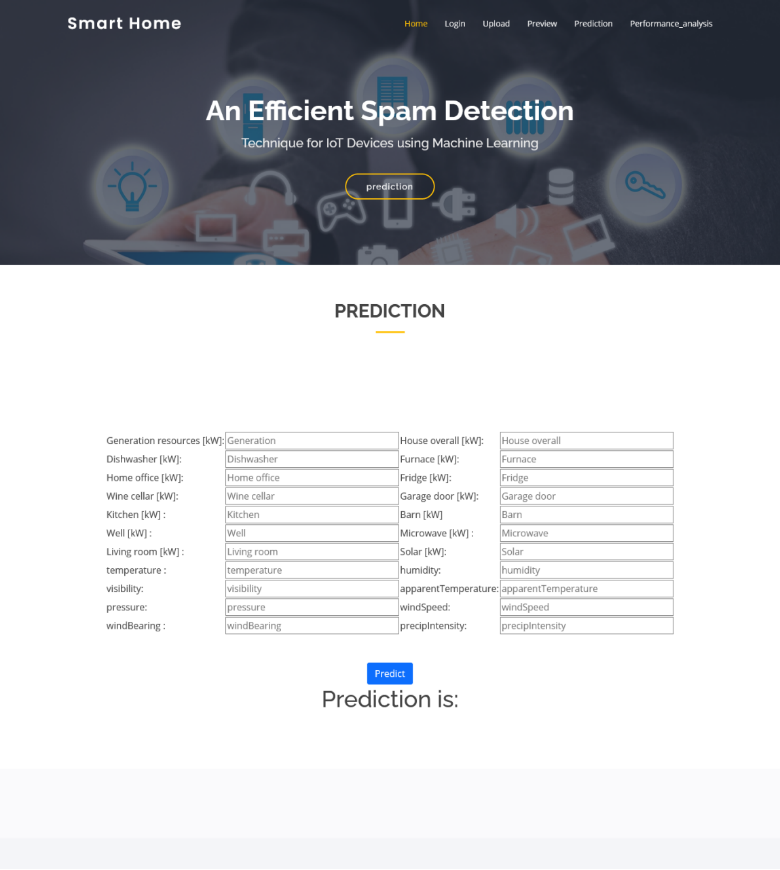 Smart Home
Home Login Upload Preview Prediction Performance_analysis
An Efficient Spam Detection
Technique for IoT Devices using Machine Learning
prediction
PREDICTION
Generation resources [kW]: Generation House overall [kW]: House overall
Dishwasher [kW]: Dishwasher Furnace [kW]: Furnace
Home office [kW]: Home office Fridge [kW]: Fridge
Wine cellar [kW]: Wine cellar Garage door [kW]: Garage door
Kitchen [kW] : Kitchen Barn [kW] Barn
Well [kW] : Well Microwave [kW] : Microwave
Living room [kW] : Living room Solar [kW]: Solar
temperature : temperature humidity: humidity
visibility: visibility apparentTemperature: apparentTemperature
pressure: pressure windSpeed: windSpeed
windBearing : windBearing precipIntensity: precipIntensity
Predict
Prediction is: